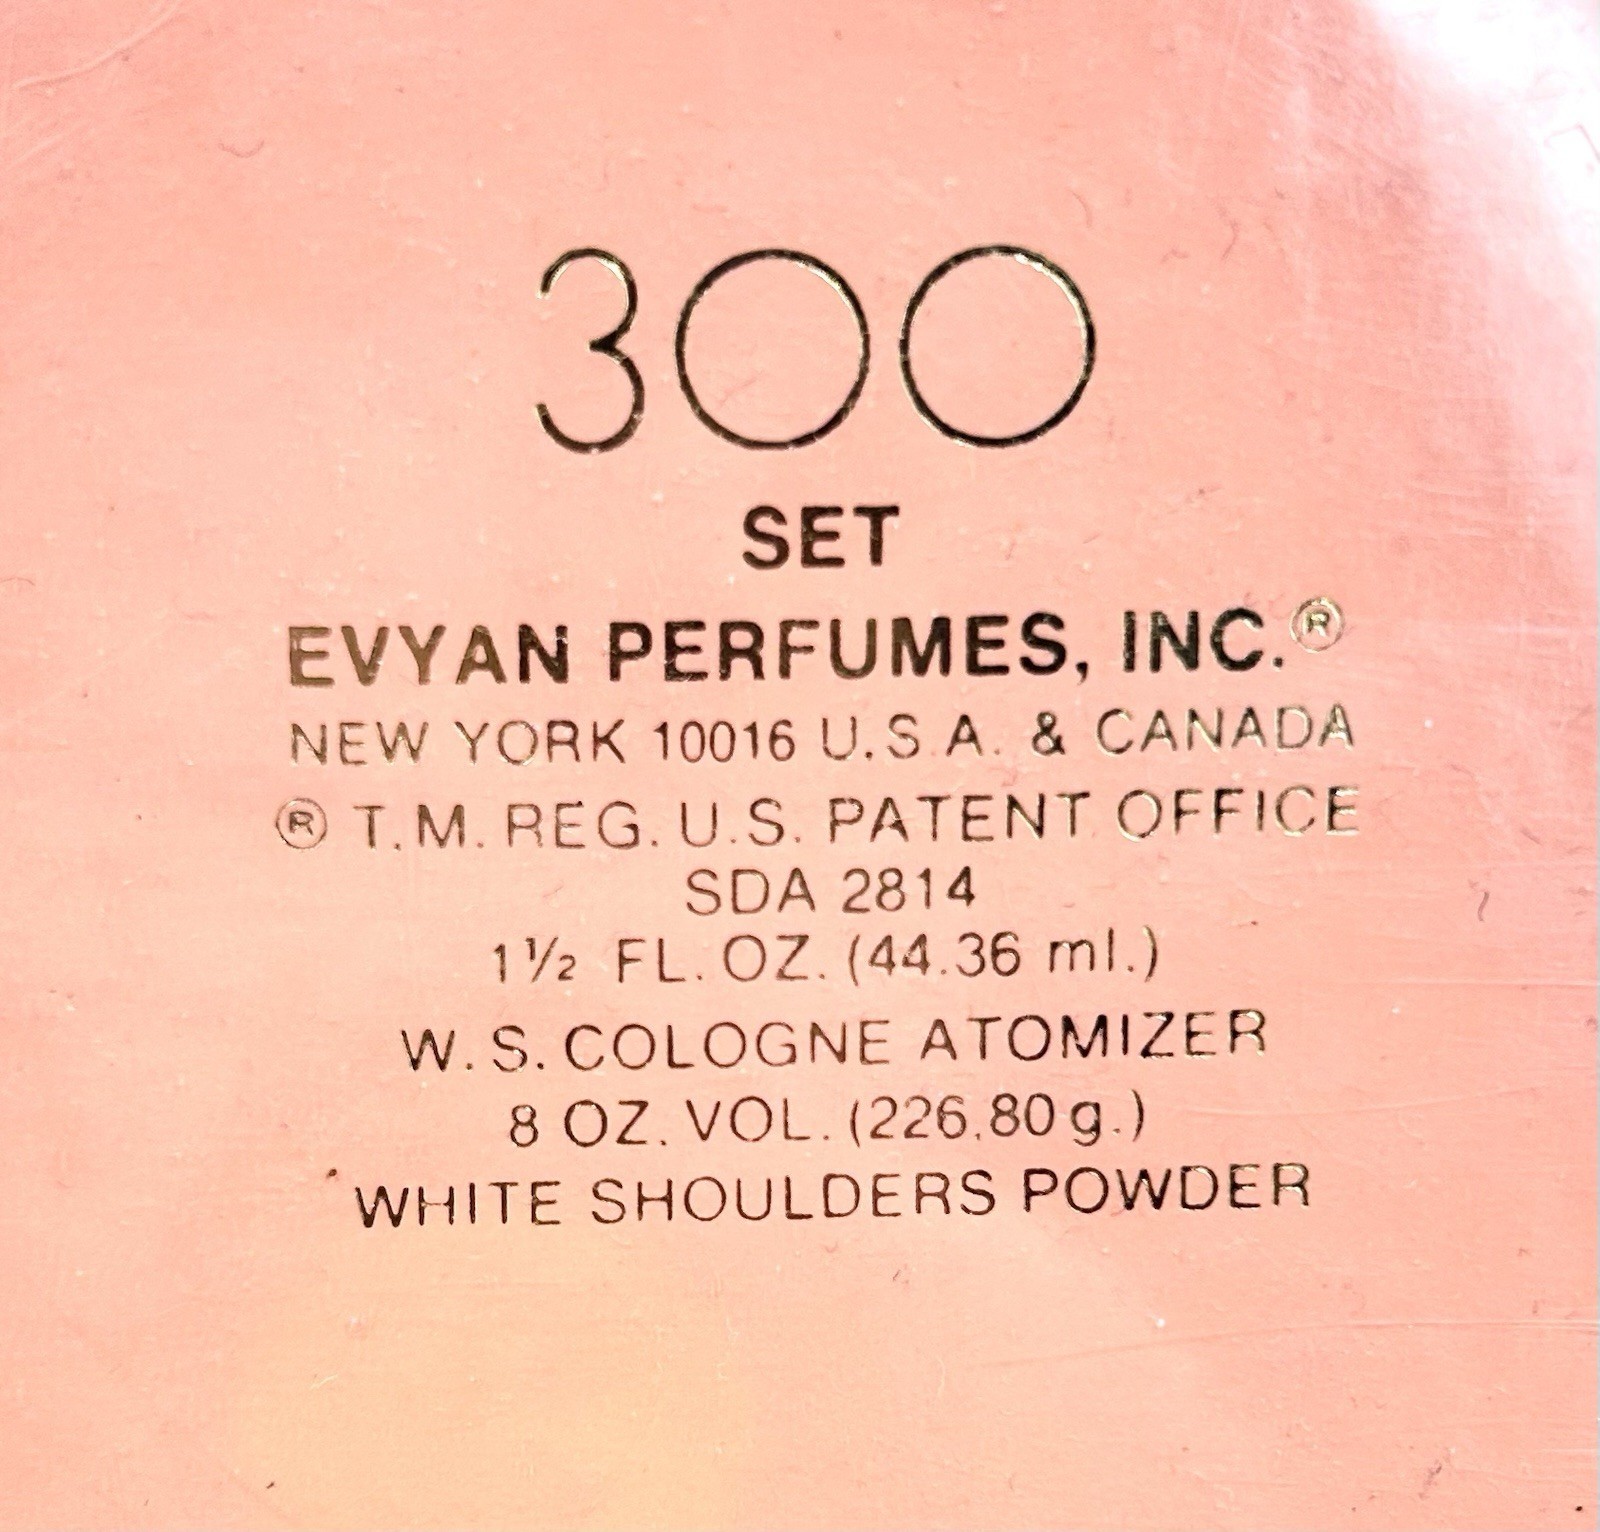 300
SET
EVYAN PERFUMES, INC.®
NEW YORK 10016 U.S.A. & CANADA
® T.M. REG. U.S. PATENT OFFICE
SDA 2814
1½ FL. OZ. (44.36 ml.)
W. S. COLOGNE ATOMIZER
8 OZ. VOL. (226.80 g.)
WHITE SHOULDERS POWDER